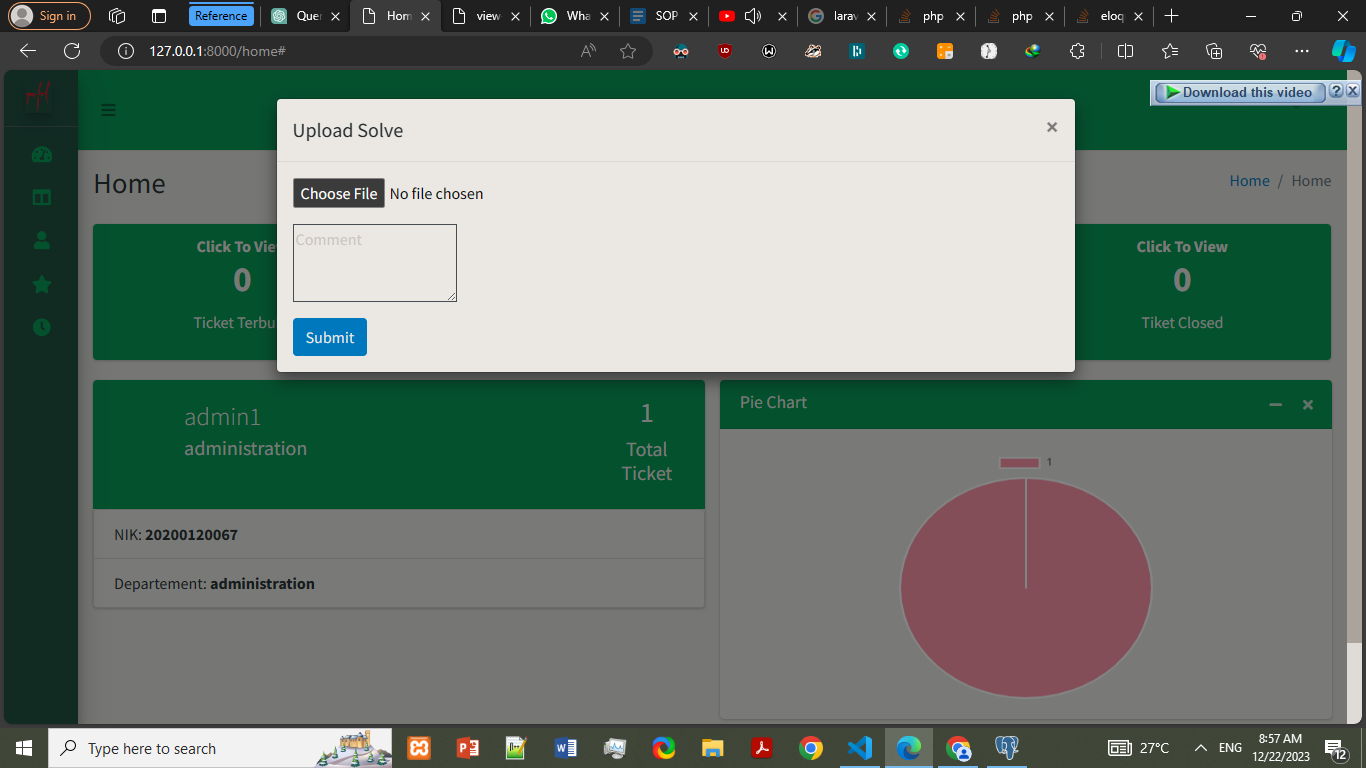 Sign in
Reference
Quer
Hom
view
Wha
SOP
larav
php
php
eloq
127.0.0.1:8000/home#
Download this video
Upload Solve
Choose File No file chosen
Comment
Submit
Home
Home / Home
Click To Vie
0
Ticket Terbu
Click To View
0
Tiket Closed
admin1
administration
1
Total
Ticket
NIK: 20200120067
Departement: administration
Pie Chart
1
Type here to search
27°C
ENG
8:57 AM
12/22/2023
12